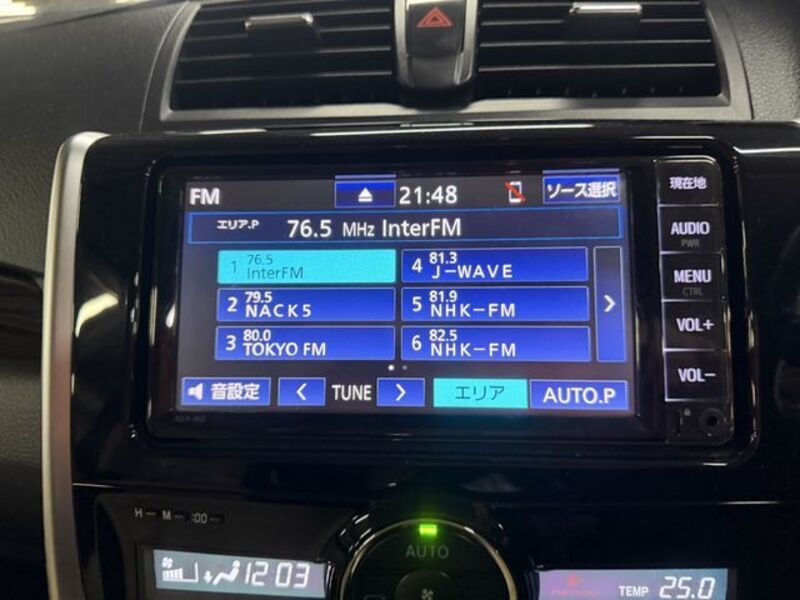 FM 21:48 ソース選択
エリア.P 76.5 MHz InterFM
1 76.5 InterFM
2 79.5 NACK5
3 80.0 TOKYO FM
4 81.3 J-WAVE
5 81.9 NHK-FM
6 82.5 NHK-FM
音設定 < TUNE > エリア AUTO.P
現在地
AUDIO
PWR
MENU
CTRL
VOL+
VOL-
H M :00
AUTO
12:03
TEMP 25.0